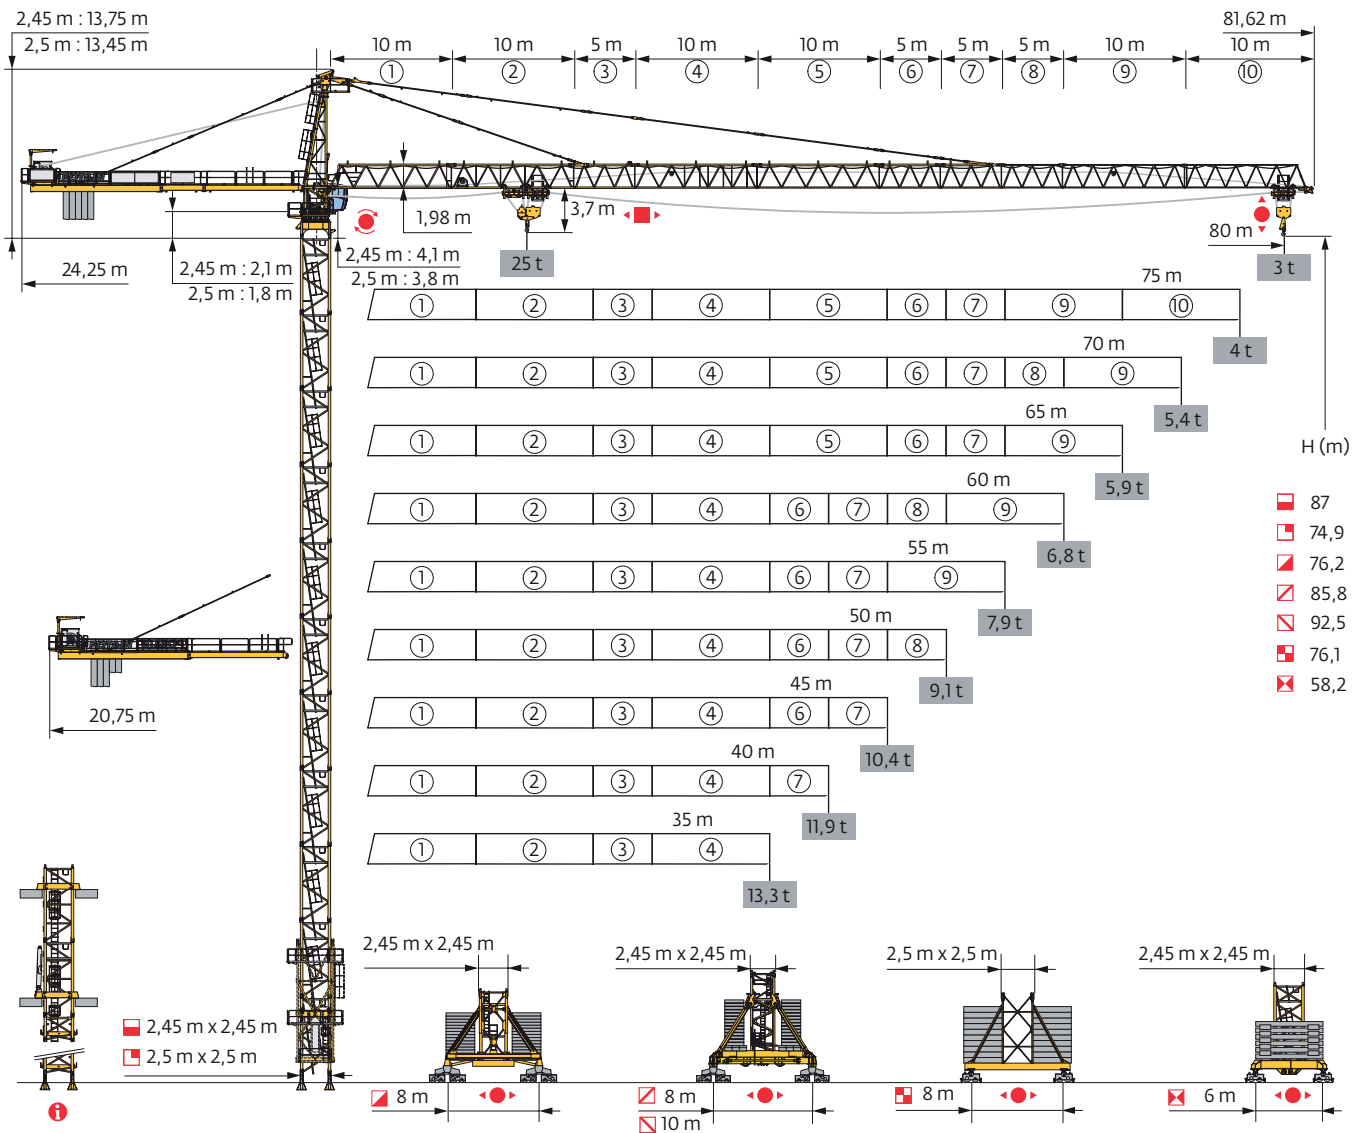 2,45 m : 13,75 m
2,5 m : 13,45 m
81,62 m
10 m 10 m 5 m 10 m 10 m 5 m 5 m 5 m 10 m 10 m
① ② ③ ④ ⑤ ⑥ ⑦ ⑧ ⑨ ⑩
1,98 m
3,7 m
80 m
24,25 m
2,45 m : 2,1 m
2,5 m : 1,8 m
2,45 m : 4,1 m
2,5 m : 3,8 m
25 t
3 t
75 m
① ② ③ ④ ⑤ ⑥ ⑦ ⑨ ⑩
4 t
70 m
① ② ③ ④ ⑤ ⑥ ⑦ ⑧ ⑨
5,4 t
65 m
① ② ③ ④ ⑤ ⑥ ⑦ ⑨
5,9 t
60 m
① ② ③ ④ ⑥ ⑦ ⑧ ⑨
6,8 t
55 m
① ② ③ ④ ⑥ ⑦ ⑨
7,9 t
50 m
① ② ③ ④ ⑥ ⑦ ⑧
9,1 t
45 m
① ② ③ ④ ⑥ ⑦
10,4 t
40 m
① ② ③ ④ ⑦
11,9 t
35 m
① ② ③ ④
13,3 t
H (m)
87
74,9
76,2
85,8
92,5
76,1
58,2
20,75 m
2,45 m x 2,45 m
2,5 m x 2,5 m
i
2,45 m x 2,45 m
8 m
2,45 m x 2,45 m
8 m
10 m
2,5 m x 2,5 m
8 m
2,45 m x 2,45 m
6 m